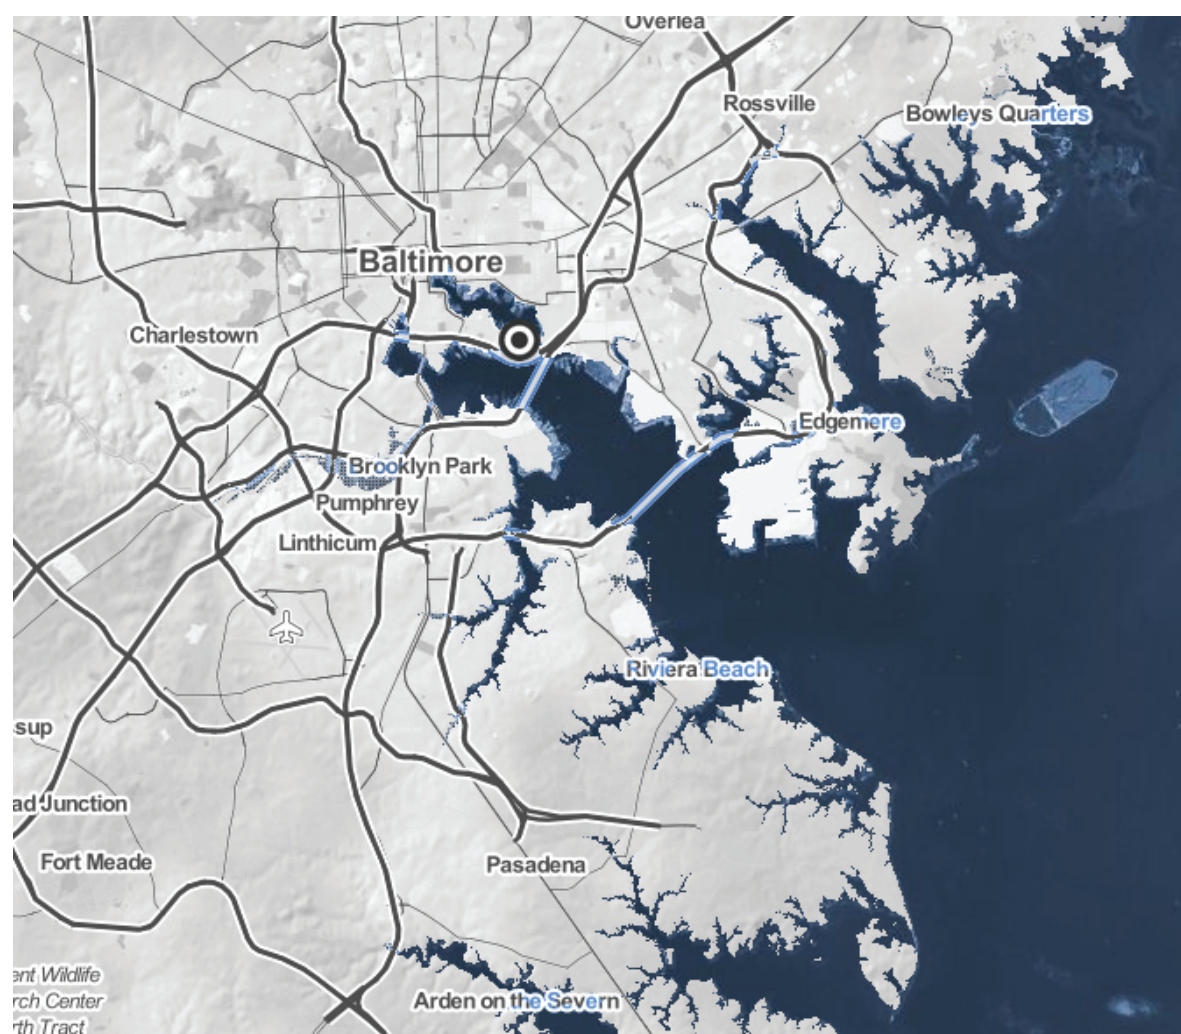 Overlea
Rossville
Bowleys Quarters
Baltimore
Charlestown
Edgemere
Brooklyn Park
Pumphrey
Linthicum
Riviera Beach
sup
ad Junction
Fort Meade
Pasadena
ent Wildlife
rch Center
rth Tract
Arden on the Severn